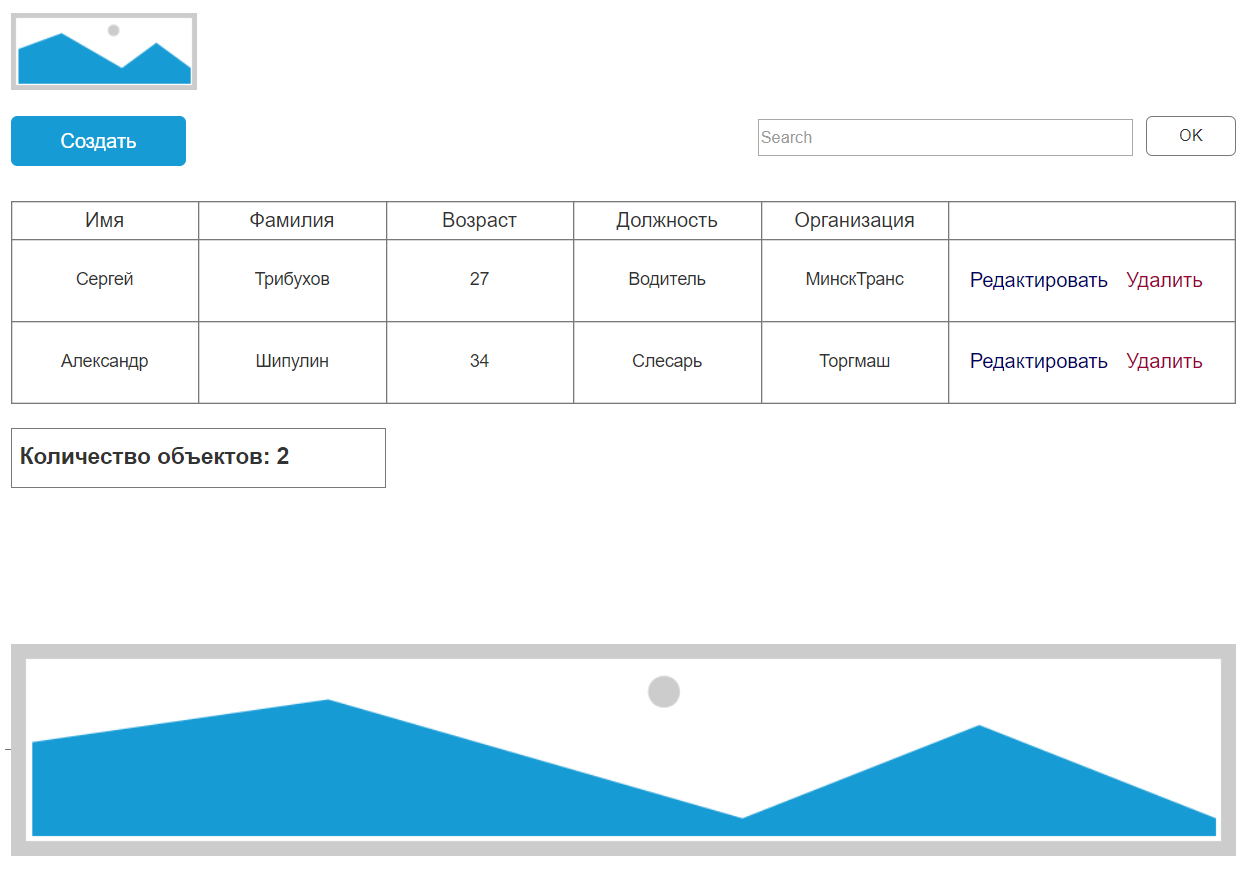 Создать
Search
OK
Имя Фамилия Возраст Должность Организация
Сергей Трибухов 27 Водитель МинскТранс Редактировать Удалить
Александр Шипулин 34 Слесарь Торгмаш Редактировать Удалить
Количество объектов: 2